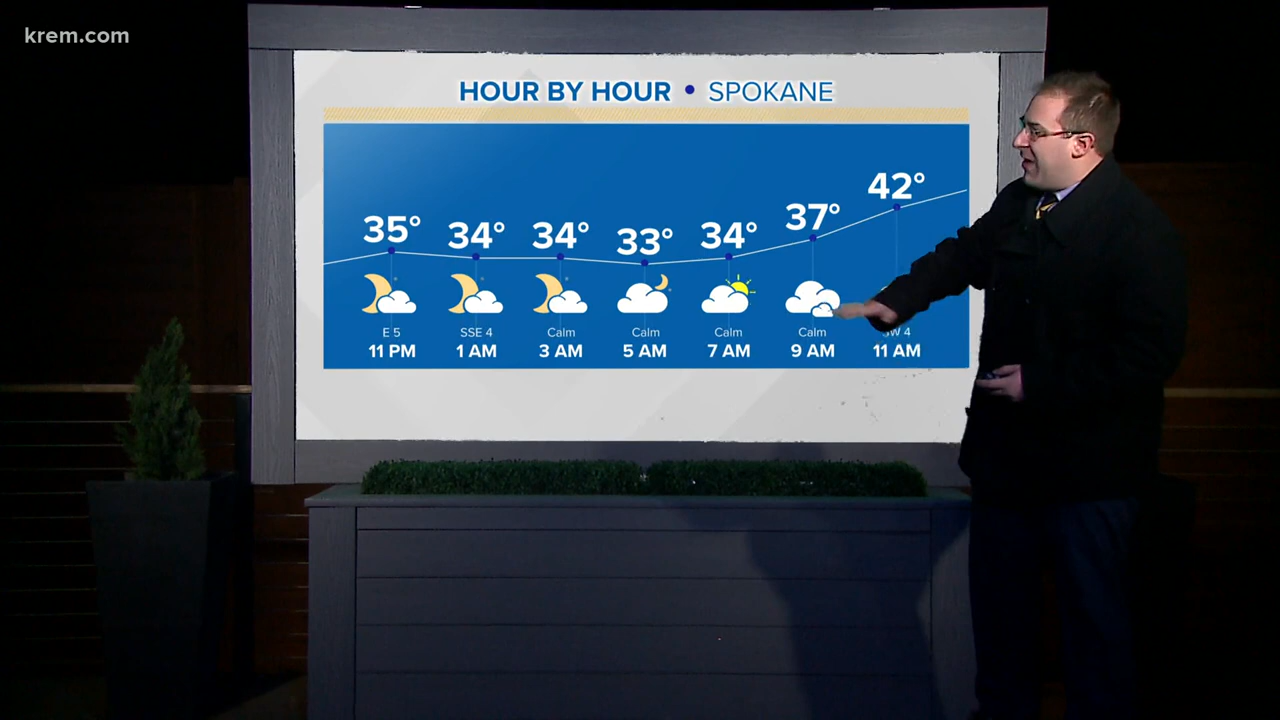 krem.com
HOUR BY HOUR • SPOKANE
35° 34° 34° 33° 34° 37° 42°
E 5 SSE 4 Calm Calm Calm Calm 4
11 PM 1 AM 3 AM 5 AM 7 AM 9 AM 11 AM